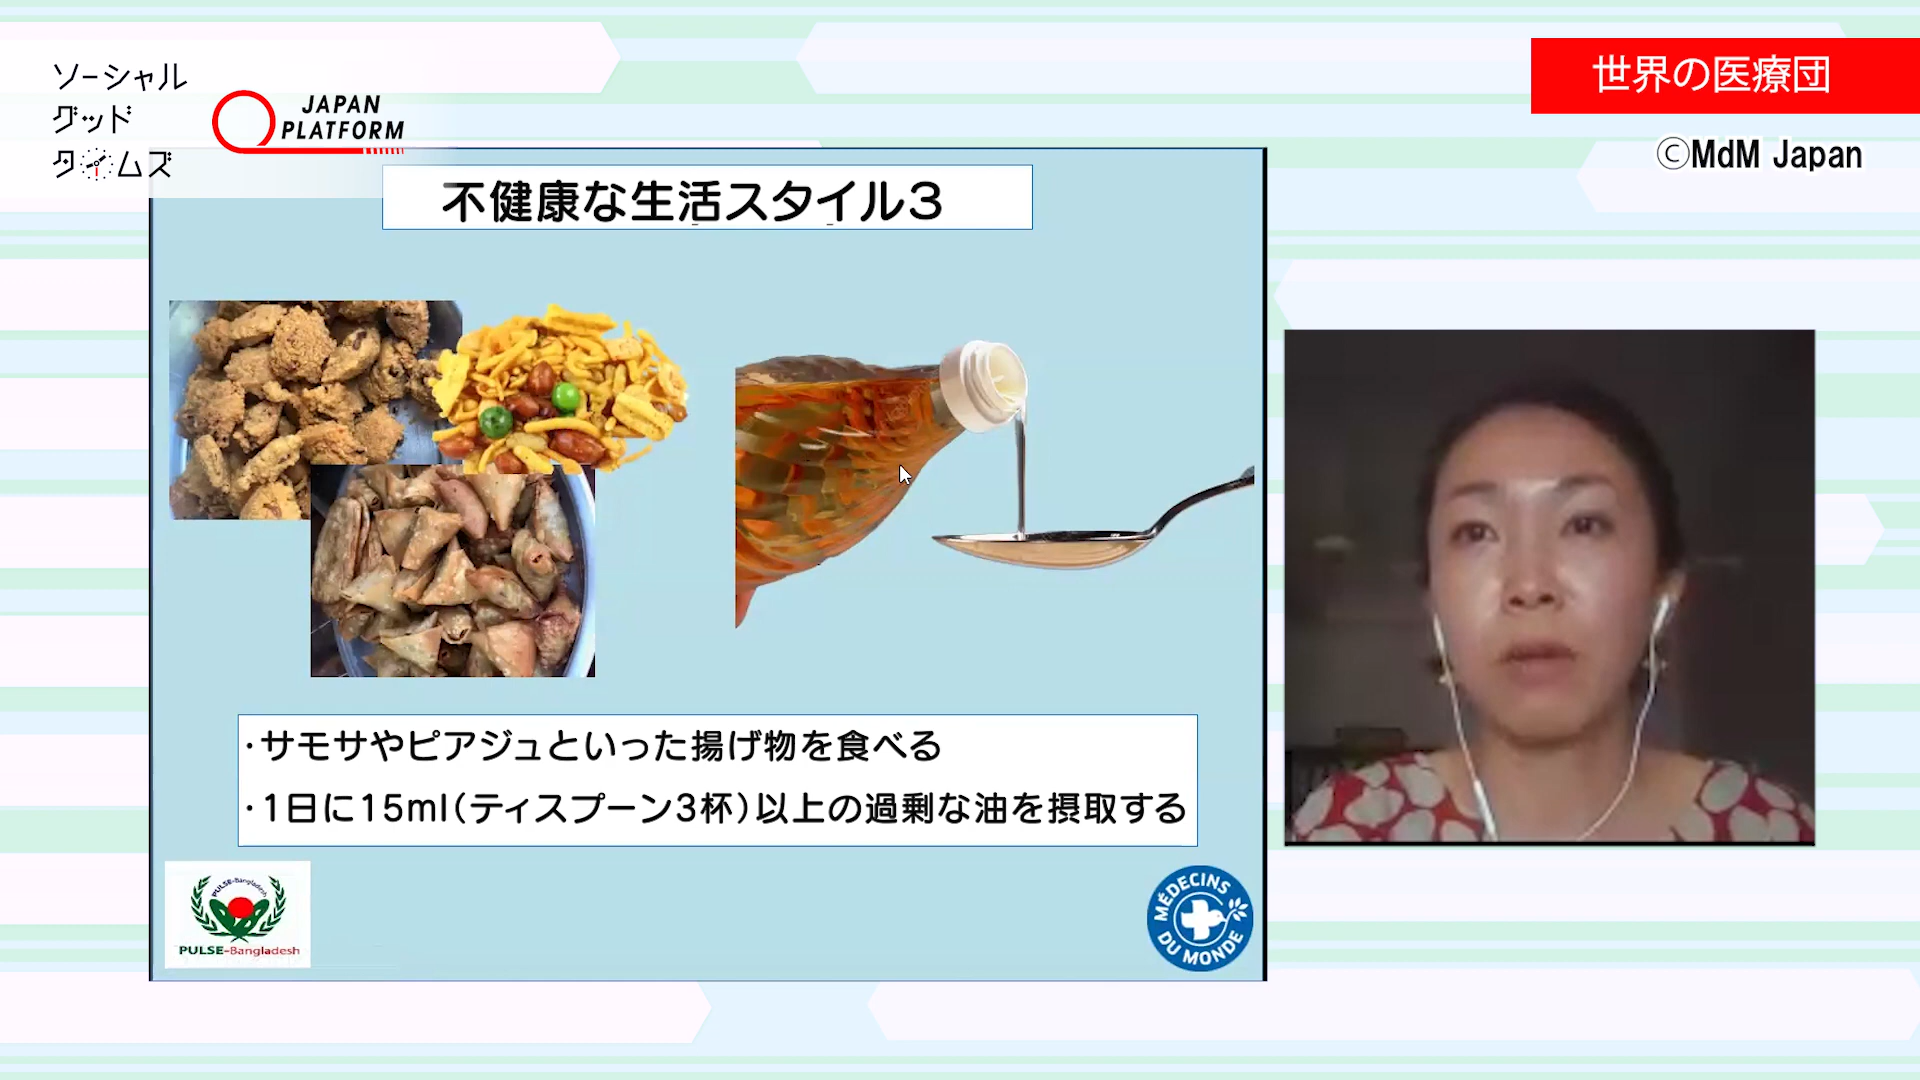 ソーシャル
グッド
タイムズ
JAPAN
PLATFORM
世界の医療団
©MdM Japan
不健康な生活スタイル3
・サモサやピアジュといった揚げ物を食べる
・1日に15ml(ティスプーン3杯)以上の過剰な油を摂取する
PULSE-Bangladesh
PULSE-Bangladesh
MÉDECINS
DU MONDE